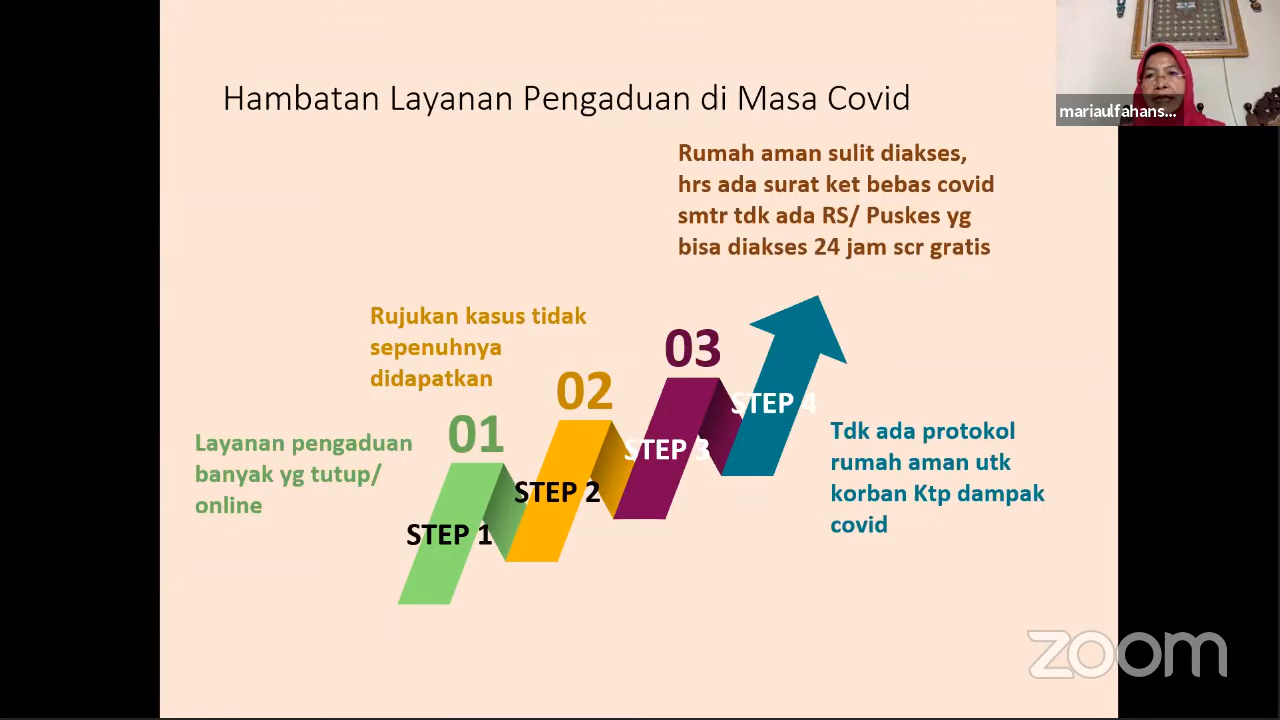 Hambatan Layanan Pengaduan di Masa Covid
mariaulfahans...
Rumah aman sulit diakses,
hrs ada surat ket bebas covid
smtr tdk ada RS/ Puskes yg
bisa diakses 24 jam scr gratis
Rujukan kasus tidak
sepenuhnya
didapatkan
03
02
01
STEP 4
Layanan pengaduan
banyak yg tutup/
online
Tdk ada protokol
rumah aman utk
korban Ktp dampak
covid
STEP 3
STEP 2
STEP 1
zoom